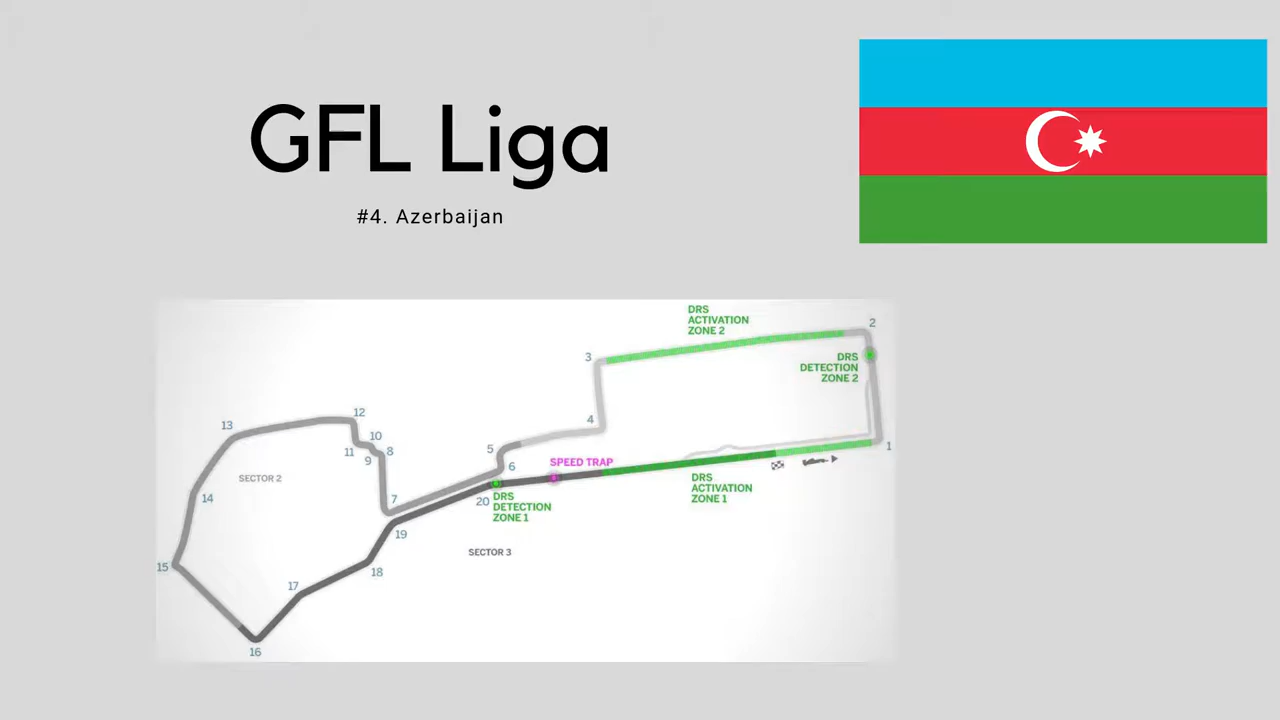 GFL Liga
#4. Azerbaijan
DRS
ACTIVATION
ZONE 2
2
3
DRS
DETECTION
ZONE 2
4
12
13
10
5
1
11
8
9
6
SPEED TRAP
SECTOR 2
DRS
ACTIVATION
ZONE 1
14
7
20
DRS
DETECTION
ZONE 1
19
SECTOR 3
15
18
17
16